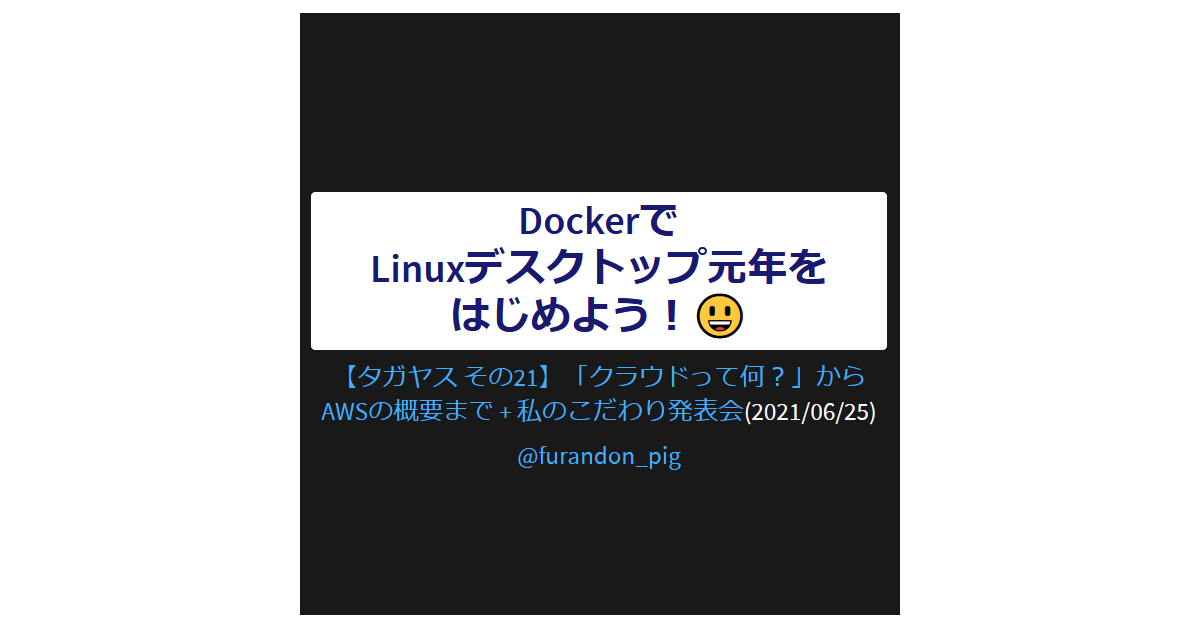 Dockerで
Linuxデスクトップ元年を
はじめよう！😃
【タガヤス その21】「クラウドって何？」から
AWSの概要まで + 私のこだわり発表会(2021/06/25)
@furandon_pig